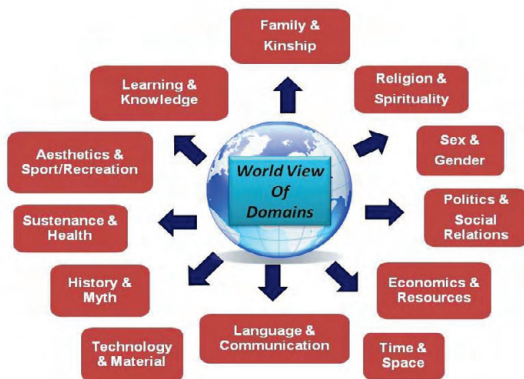 Family &
Kinship
Religion &
Spirituality
Sex &
Gender
Politics &
Social
Relations
Economics &
Resources
Time &
Space
Language &
Communication
Technology
& Material
History &
Myth
Sustenance &
Health
Aesthetics &
Sport/Recreation
Learning &
Knowledge
World View
Of
Domains